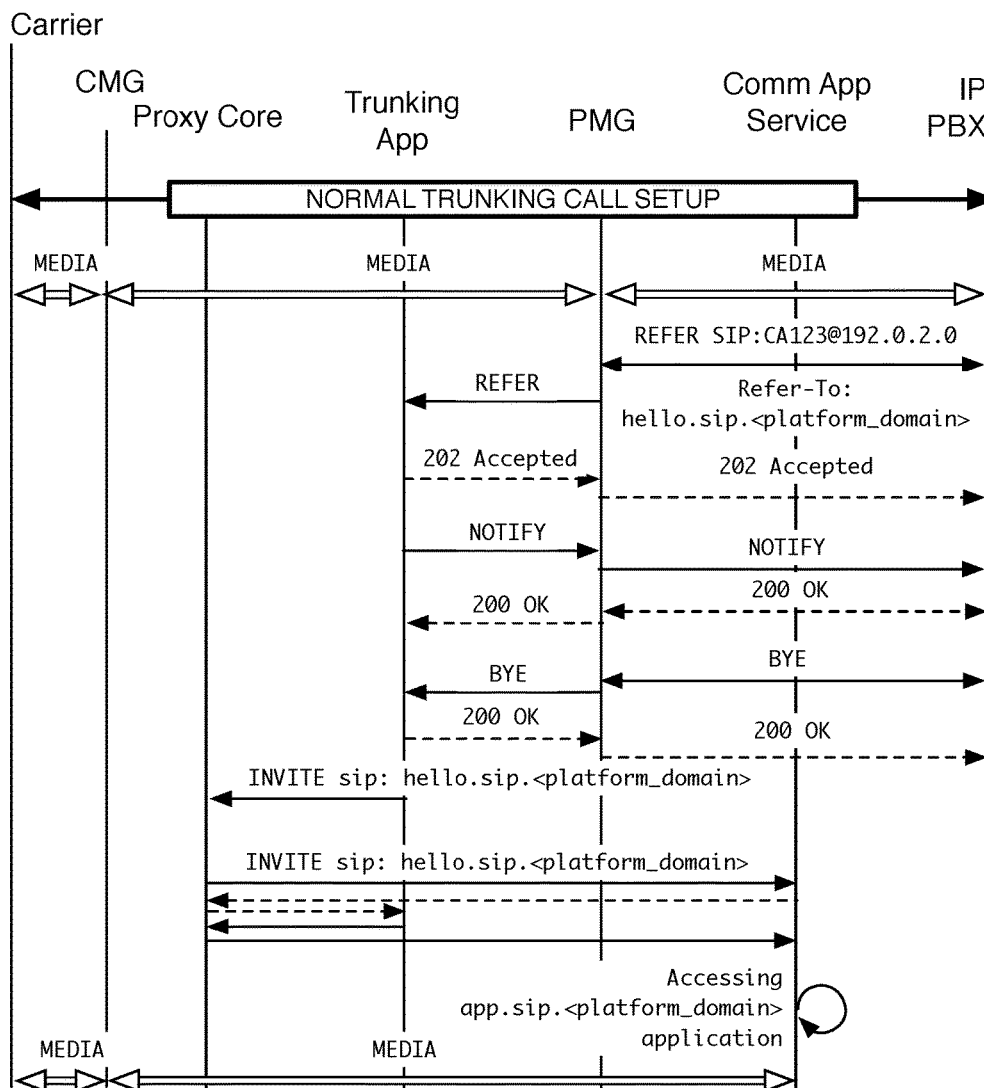 Carrier
CMG
Proxy Core
Trunking
App
PMG
Comm App
Service
IP
PBX
NORMAL TRUNKING CALL SETUP
MEDIA
MEDIA
MEDIA
REFER SIP:CA123@192.0.2.0
REFER
Refer-To:
hello.sip.<platform_domain>
202 Accepted
202 Accepted
NOTIFY
NOTIFY
200 OK
200 OK
BYE
BYE
200 OK
200 OK
INVITE sip: hello.sip.<platform_domain>
INVITE sip: hello.sip.<platform_domain>
Accessing
app.sip.<platform_domain>
application
MEDIA
MEDIA